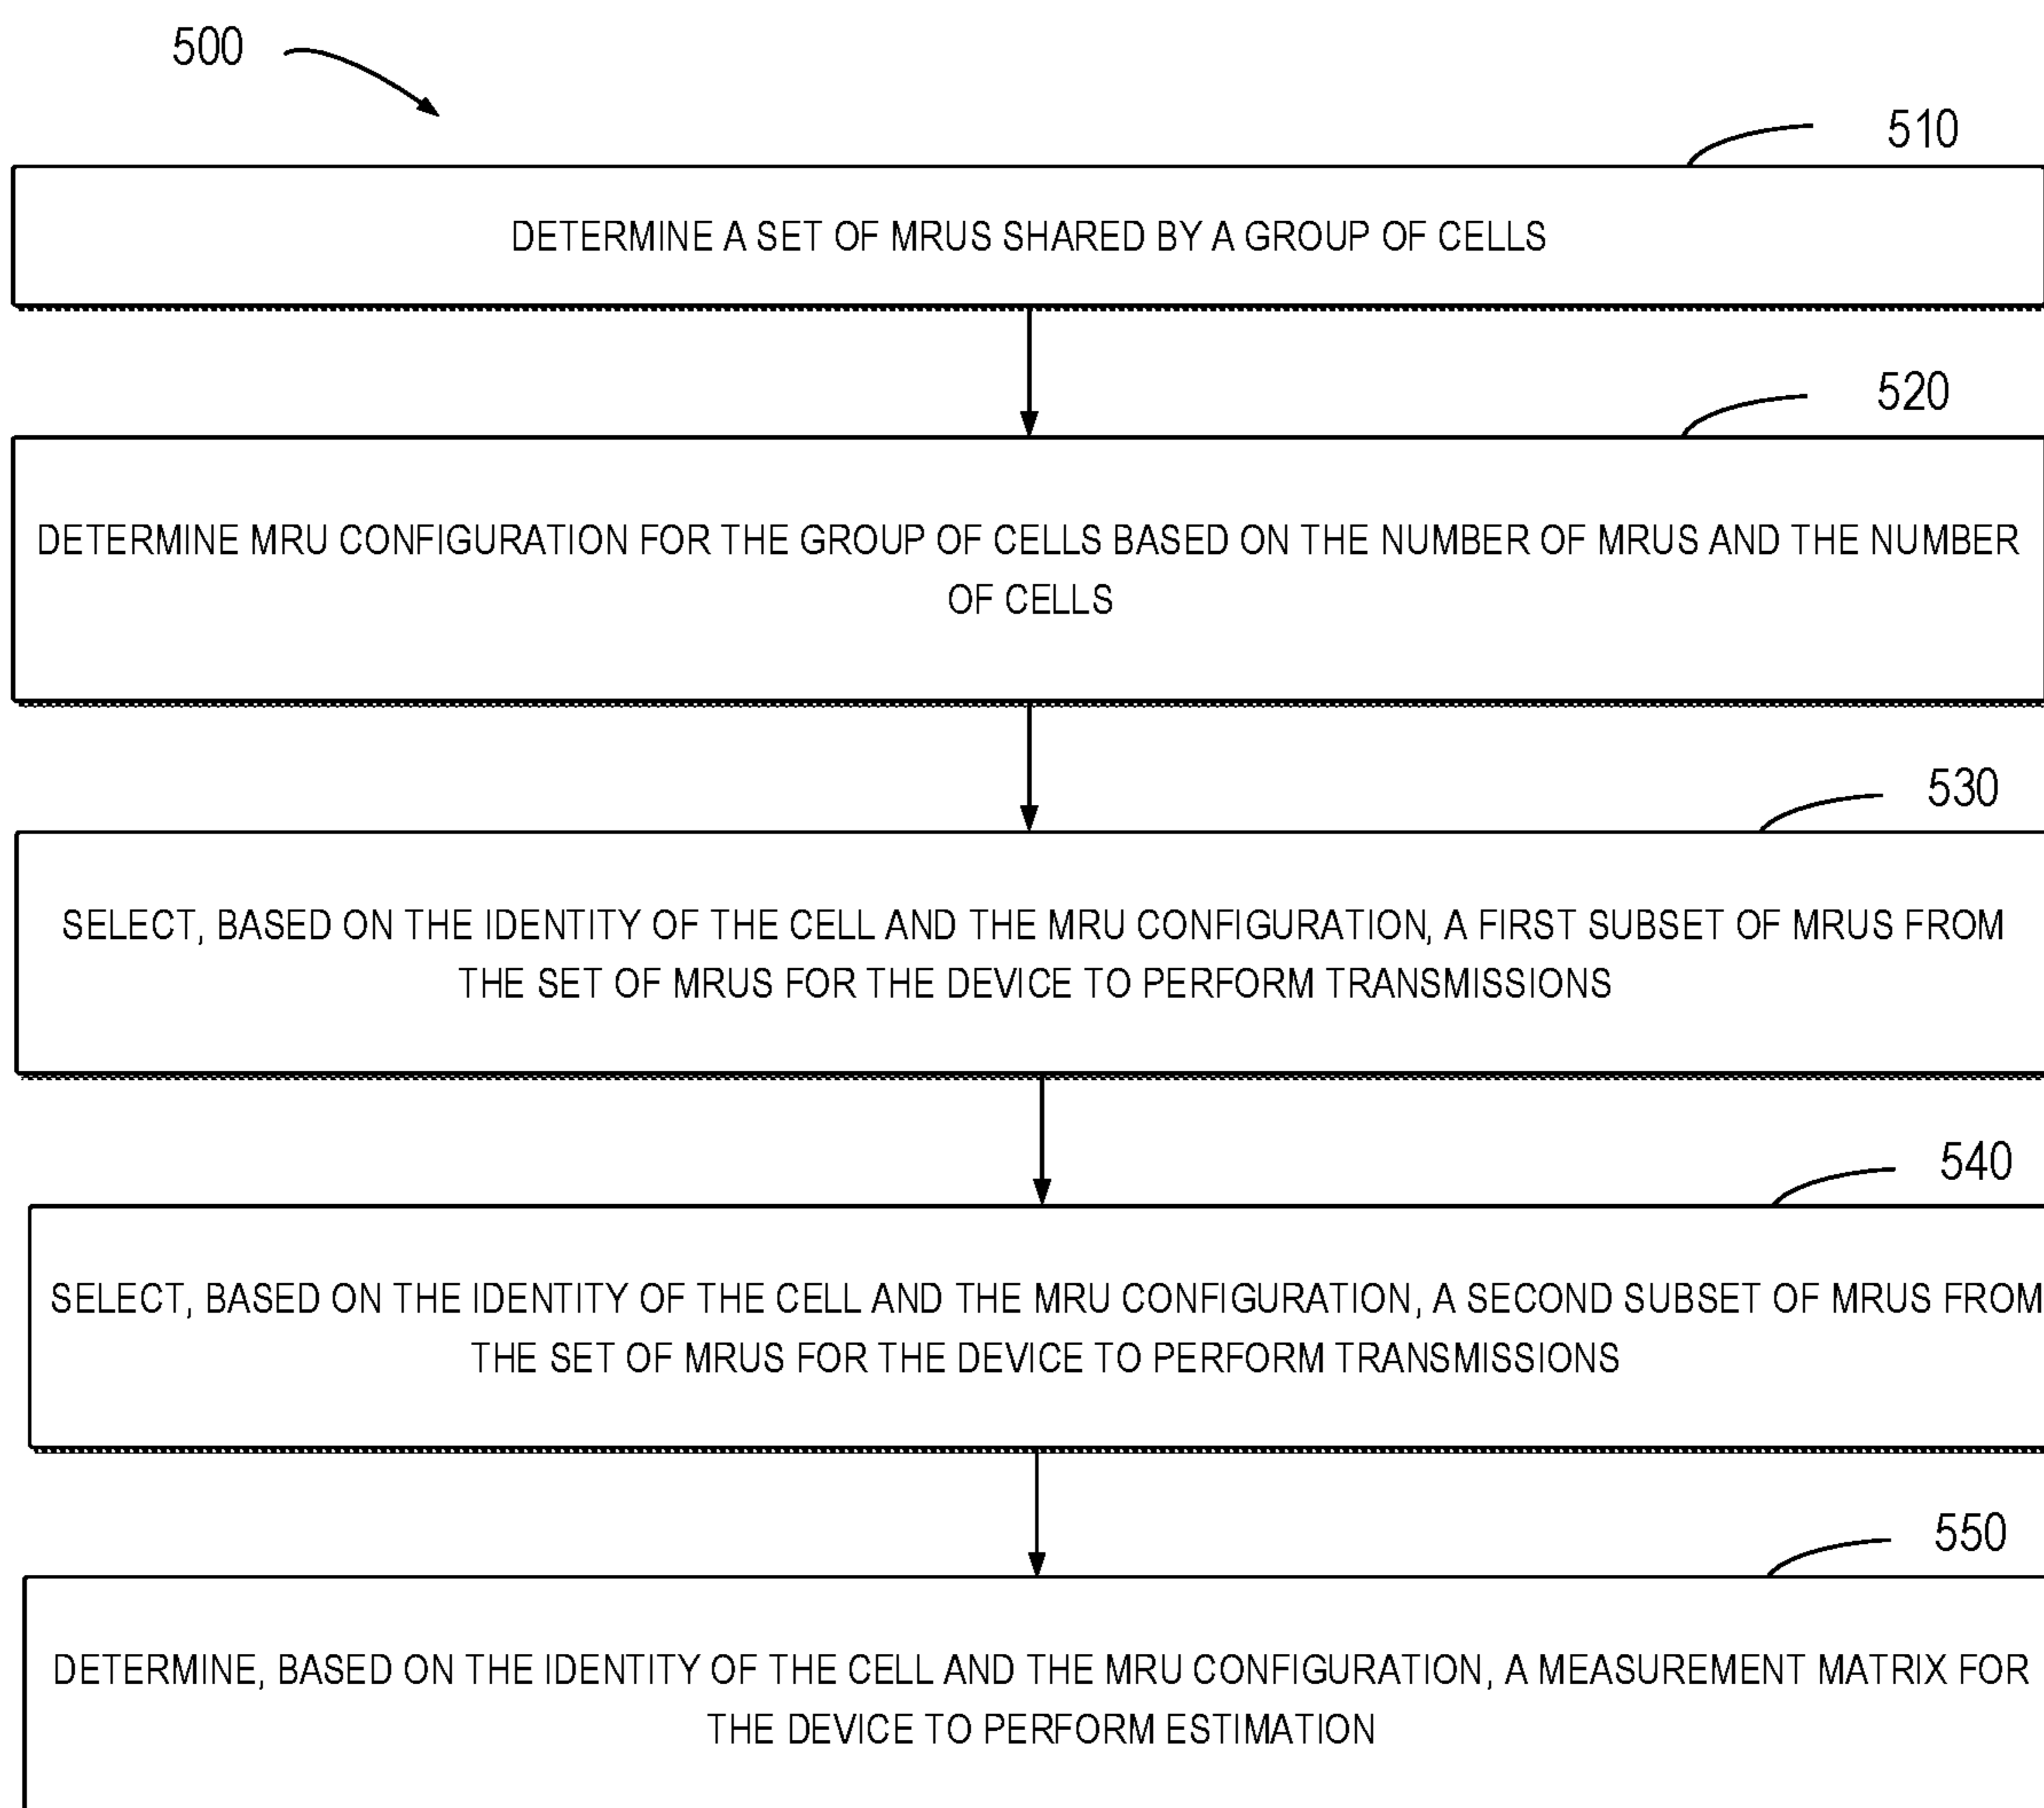 500
510
DETERMINE A SET OF MRUS SHARED BY A GROUP OF CELLS
520
DETERMINE MRU CONFIGURATION FOR THE GROUP OF CELLS BASED ON THE NUMBER OF MRUS AND THE NUMBER
OF CELLS
530
SELECT, BASED ON THE IDENTITY OF THE CELL AND THE MRU CONFIGURATION, A FIRST SUBSET OF MRUS FROM
THE SET OF MRUS FOR THE DEVICE TO PERFORM TRANSMISSIONS
540
SELECT, BASED ON THE IDENTITY OF THE CELL AND THE MRU CONFIGURATION, A SECOND SUBSET OF MRUS FROM
THE SET OF MRUS FOR THE DEVICE TO PERFORM TRANSMISSIONS
550
DETERMINE, BASED ON THE IDENTITY OF THE CELL AND THE MRU CONFIGURATION, A MEASUREMENT MATRIX FOR
THE DEVICE TO PERFORM ESTIMATION